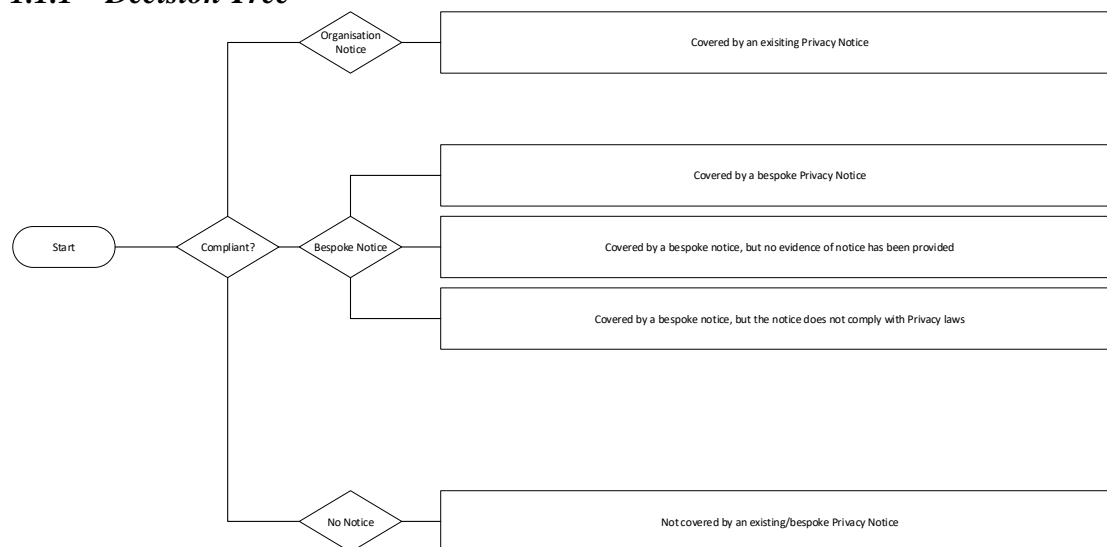 1.1.1 Decision Tree
Organisation
Notice
Covered by an exisiting Privacy Notice
Covered by a bespoke Privacy Notice
Start
Compliant?
Bespoke Notice
Covered by a bespoke notice, but no evidence of notice has been provided
Covered by a bespoke notice, but the notice does not comply with Privacy laws
No Notice
Not covered by an existing/bespoke Privacy Notice